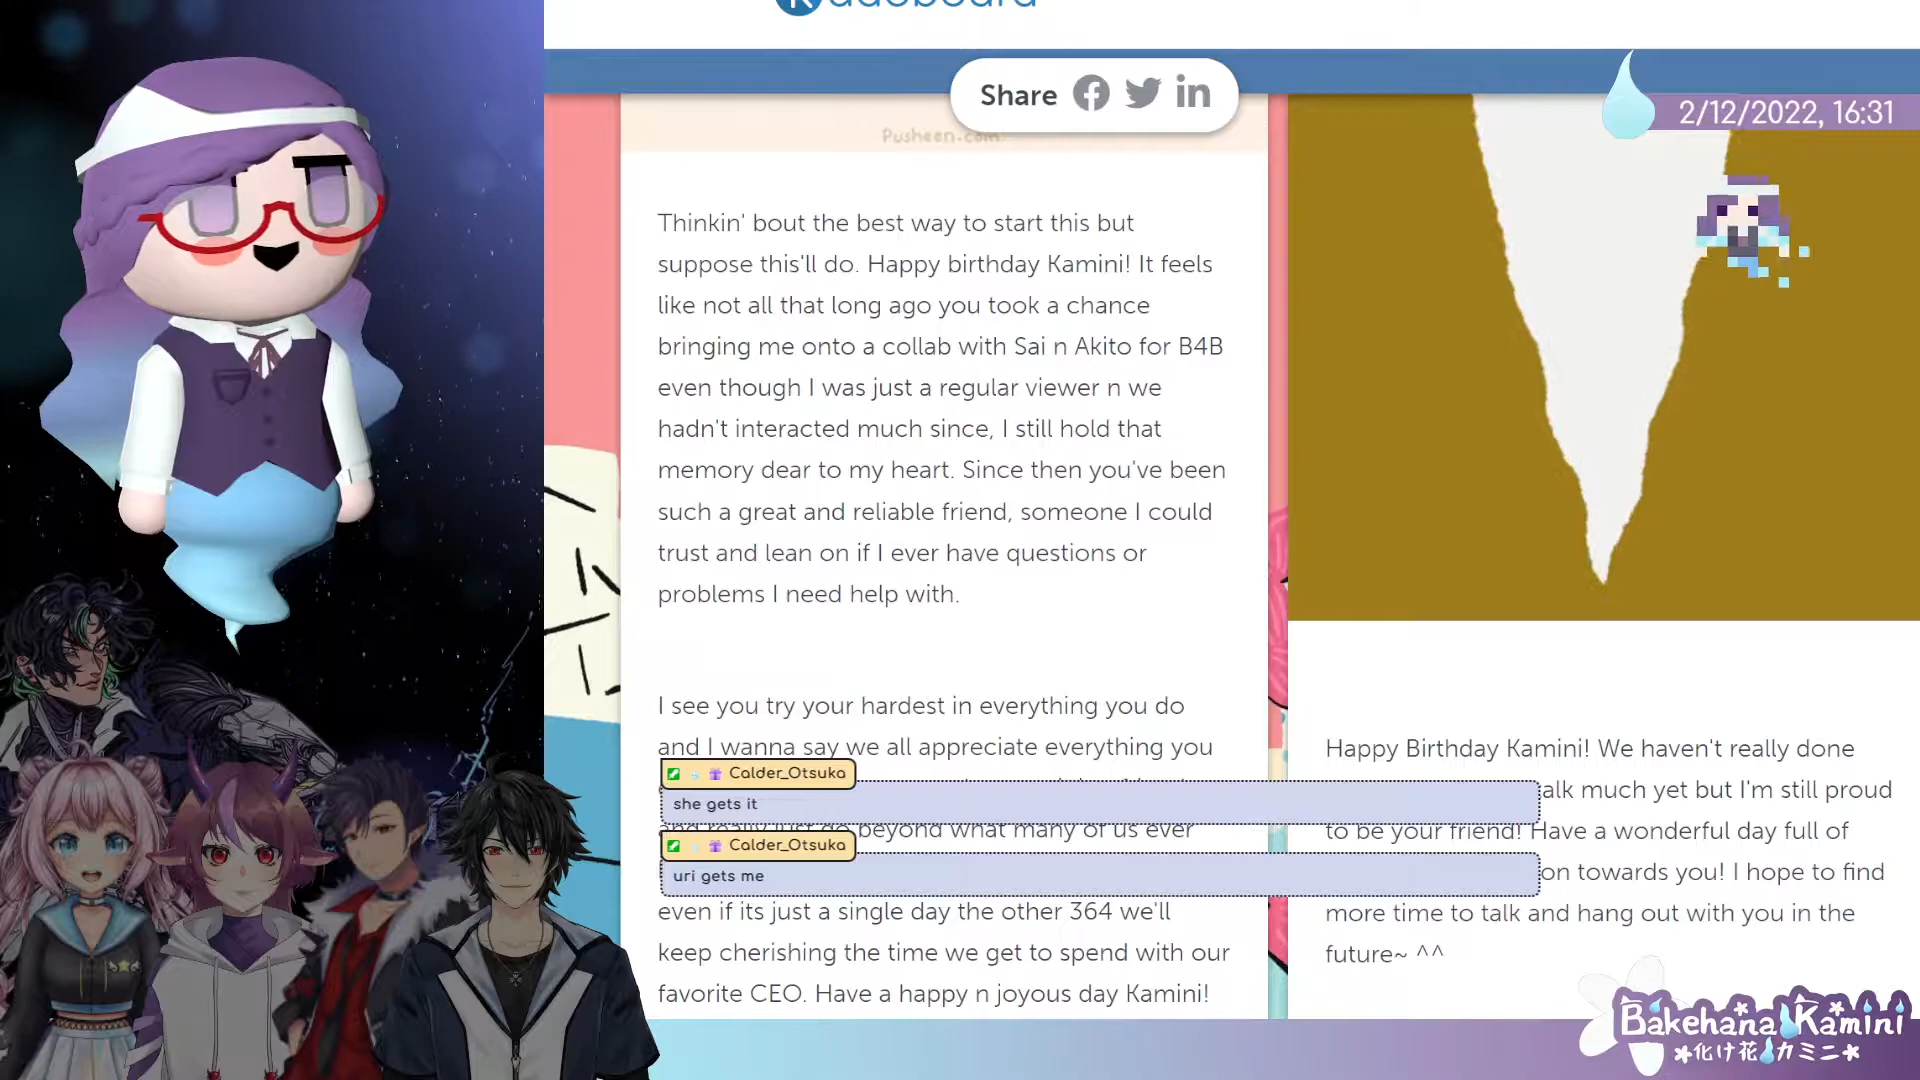 Kudoboard
Share
2/12/2022, 16:31
Pusheen.com
Thinkin' bout the best way to start this but
suppose this'll do. Happy birthday Kamini! It feels
like not all that long ago you took a chance
bringing me onto a collab with Sai n Akito for B4B
even though I was just a regular viewer n we
hadn't interacted much since, I still hold that
memory dear to my heart. Since then you've been
such a great and reliable friend, someone I could
trust and lean on if I ever have questions or
problems I need help with.
I see you try your hardest in everything you do
and I wanna say we all appreciate everything you
Calder_Otsuka
she gets it
and really just go beyond what many of us ever
Calder_Otsuka
uri gets me
even if its just a single day the other 364 we'll
keep cherishing the time we get to spend with our
favorite CEO. Have a happy n joyous day Kamini!
Happy Birthday Kamini! We haven't really done
alk much yet but I'm still proud
to be your friend! Have a wonderful day full of
on towards you! I hope to find
more time to talk and hang out with you in the
future~ ^^
Bakehana Kamini
化け花カミニ